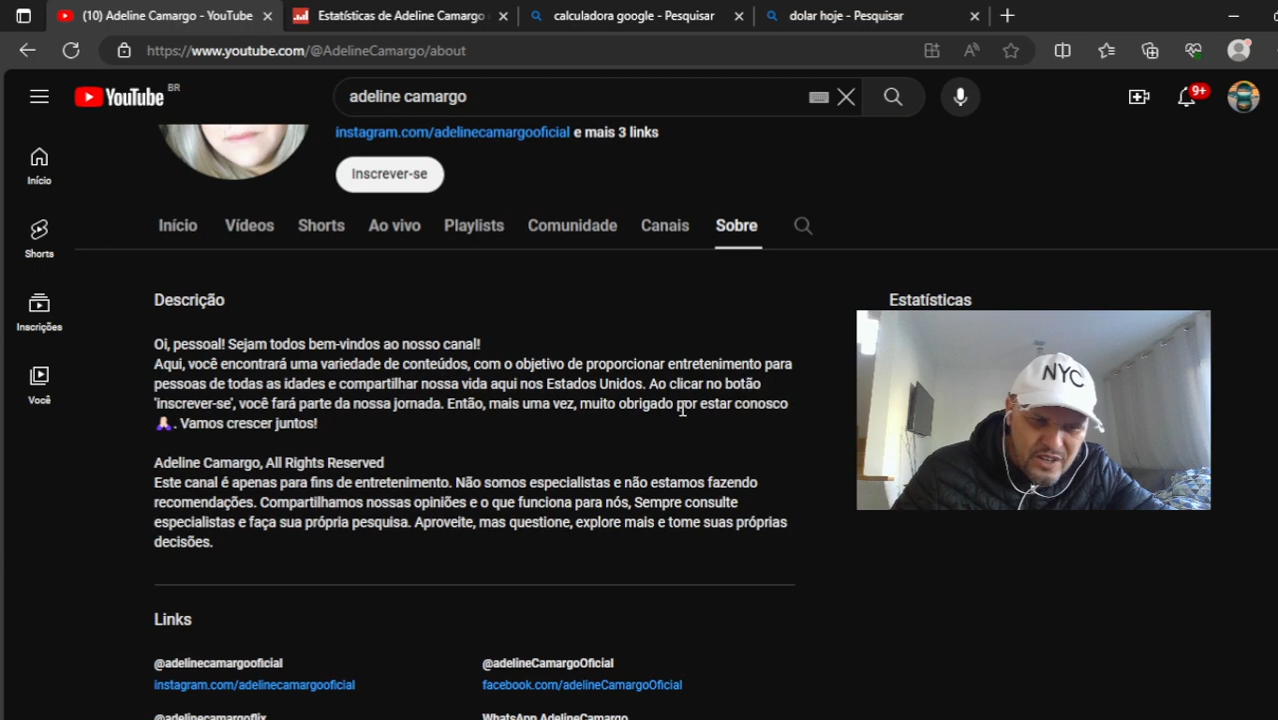 (10) Adeline Camargo - YouTube
Estatísticas de Adeline Camargo
calculadora google - Pesquisar
dolar hoje - Pesquisar
https://www.youtube.com/@AdelineCamargo/about
YouTube BR
adeline camargo
9+
instagram.com/adelinecamargooficial e mais 3 links
Inscrever-se
Início
Shorts
Inscrições
Você
Início Vídeos Shorts Ao vivo Playlists Comunidade Canais Sobre
Descrição
Estatísticas
Oi, pessoal! Sejam todos bem-vindos ao nosso canal!
Aqui, você encontrará uma variedade de conteúdos, com o objetivo de proporcionar entretenimento para
pessoas de todas as idades e compartilhar nossa vida aqui nos Estados Unidos. Ao clicar no botão
'inscrever-se', você fará parte da nossa jornada. Então, mais uma vez, muito obrigado por estar conosco
🙏🏻. Vamos crescer juntos!
NYC
Adeline Camargo, All Rights Reserved
Este canal é apenas para fins de entretenimento. Não somos especialistas e não estamos fazendo
recomendações. Compartilhamos nossas opiniões e o que funciona para nós, Sempre consulte
especialistas e faça sua própria pesquisa. Aproveite, mas questione, explore mais e tome suas próprias
decisões.
Links
@adelinecamargooficial
instagram.com/adelinecamargooficial
@adelineCamargoOficial
facebook.com/adelineCamargoOficial
@adelinecamargoflix
WhatsApp AdelineCamargo